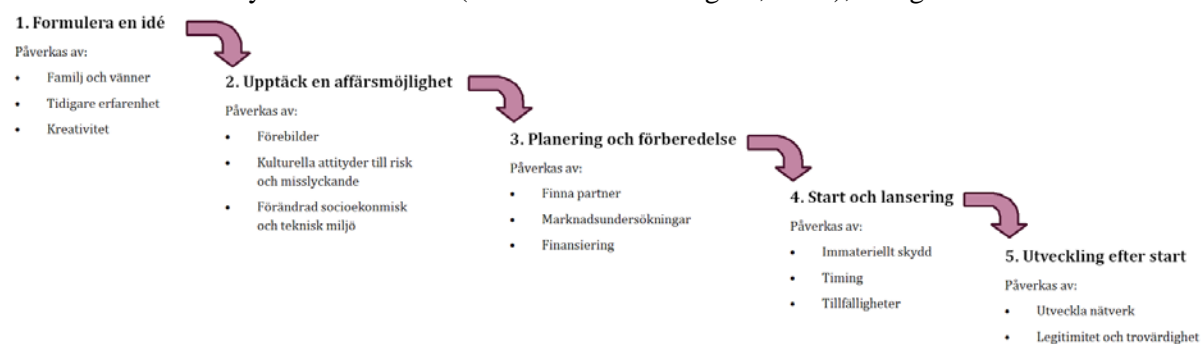 1. Formulera en idé
Påverkas av:
• Familj och vänner
• Tidigare erfarenhet
• Kreativitet
2. Upptäck en affärsmöjlighet
Påverkas av:
• Förebilder
• Kulturella attityder till risk
och misslyckande
• Förändrad socioekonmisk
och teknisk miljö
3. Planering och förberedelse
Påverkas av:
• Finna partner
• Marknadsundersökningar
• Finansiering
4. Start och lansering
Påverkas av:
• Immateriellt skydd
• Timing
• Tillfälligheter
5. Utveckling efter start
Påverkas av:
• Utveckla nätverk
• Legitimitet och trovärdighet